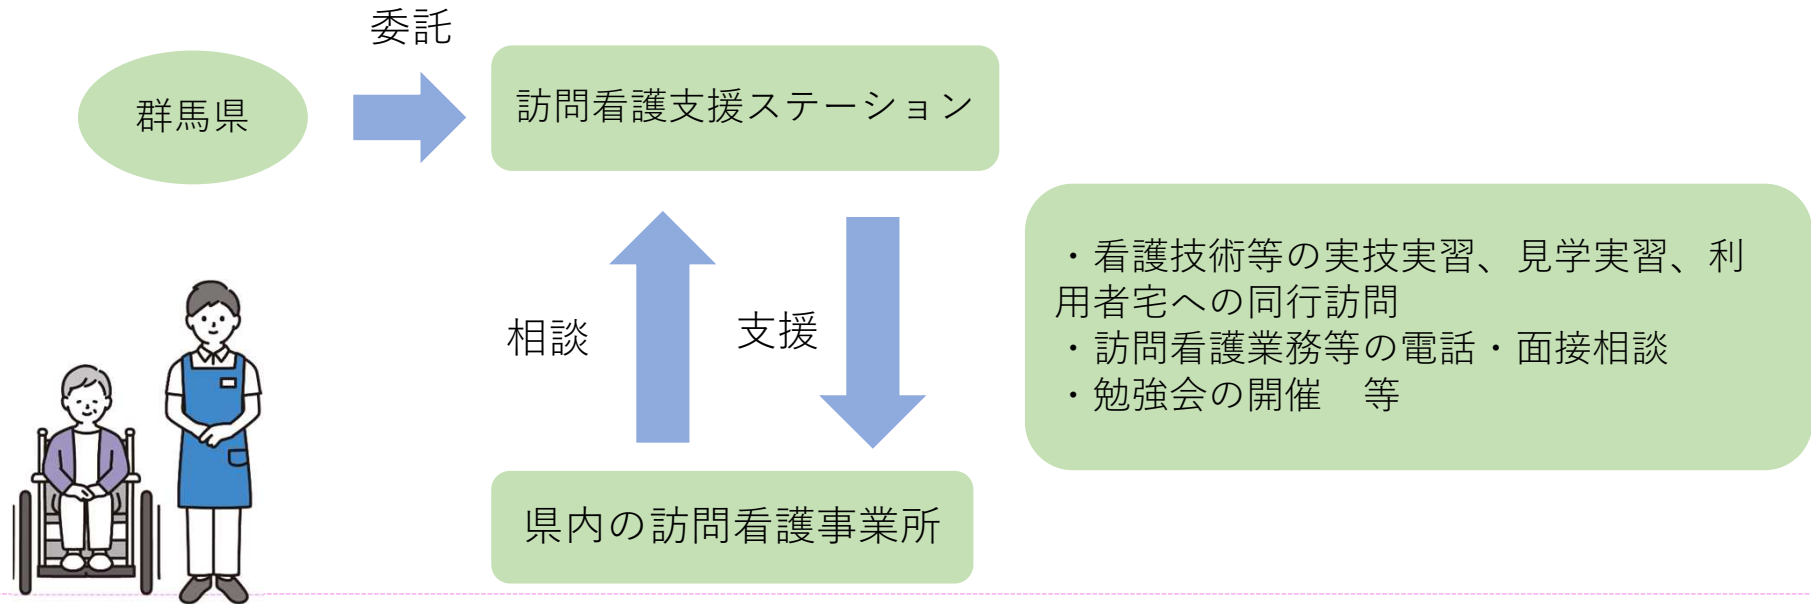 委託
群馬県
訪問看護支援ステーション
相談
支援
・看護技術等の実技実習、見学実習、利
用者宅への同行訪問
・訪問看護業務等の電話・面接相談
・勉強会の開催　等
県内の訪問看護事業所